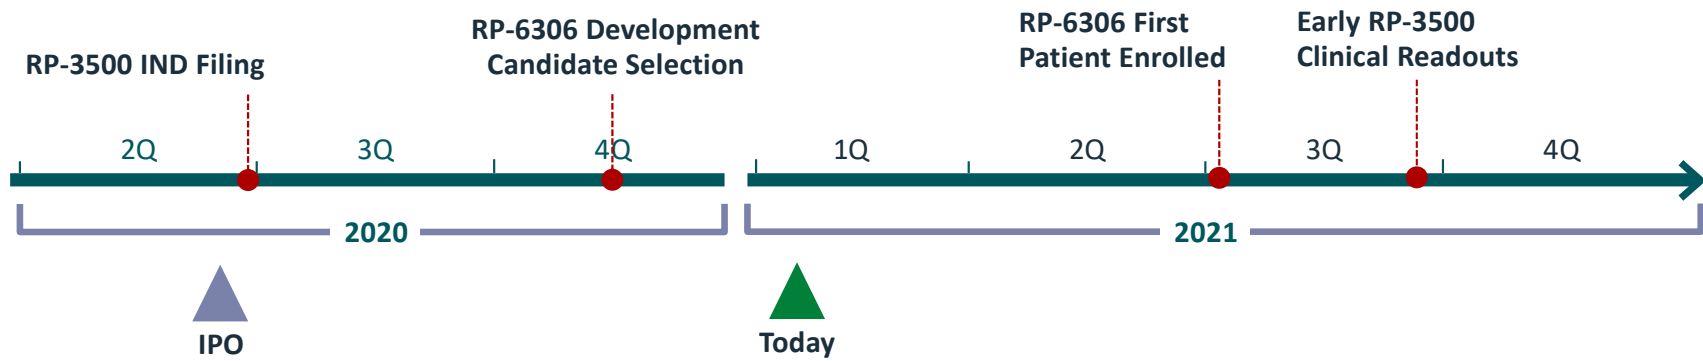 RP-3500 IND Filing
RP-6306 Development
Candidate Selection
RP-6306 First
Patient Enrolled
Early RP-3500
Clinical Readouts
2Q
3Q
4Q
1Q
2Q
3Q
4Q
2020
2021
IPO
Today